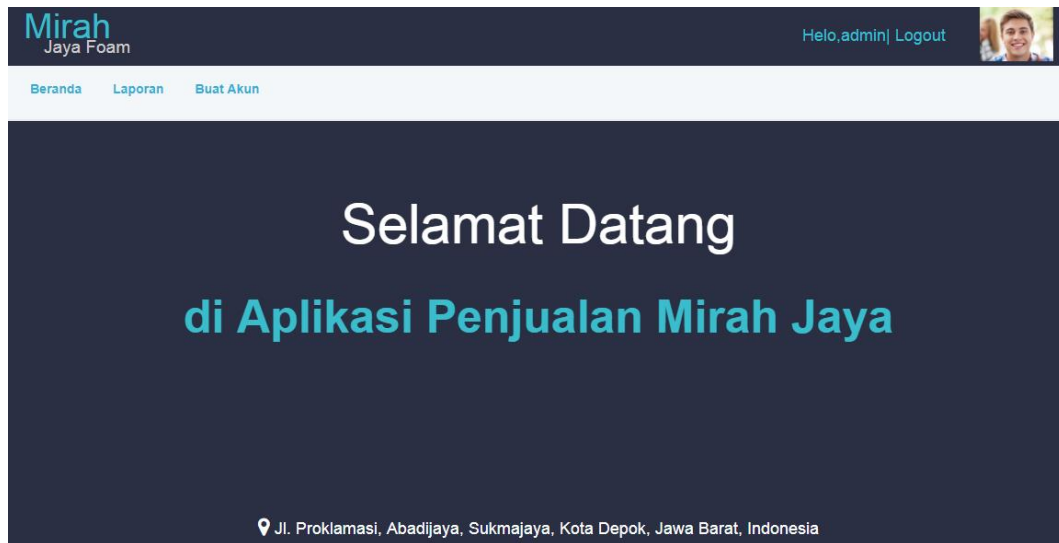 Mirah
Jaya Foam
Helo,admin| Logout
Beranda Laporan Buat Akun
Selamat Datang
di Aplikasi Penjualan Mirah Jaya
Jl. Proklamasi, Abadijaya, Sukmajaya, Kota Depok, Jawa Barat, Indonesia